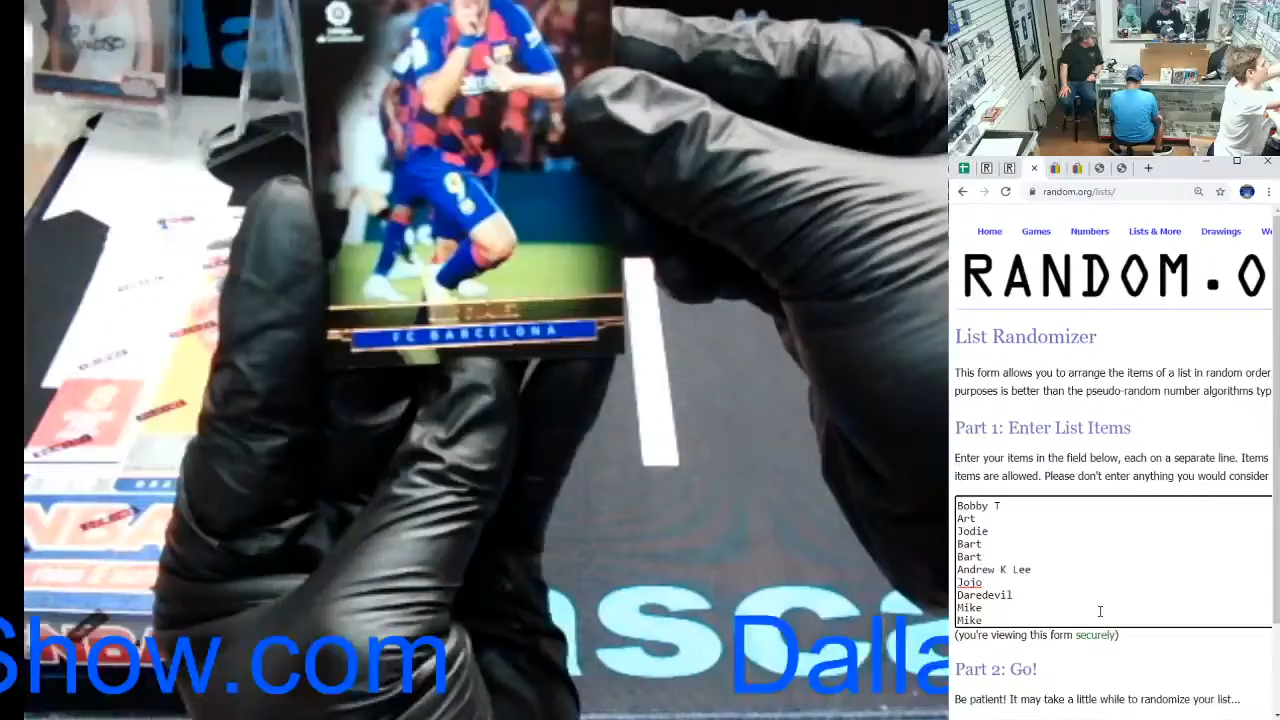 9
FC BARCELONA
NBA
Show.com
Dalla
asca
random.org/lists/
Home Games Numbers Lists & More Drawings We
RANDOM.O
List Randomizer
This form allows you to arrange the items of a list in random order
purposes is better than the pseudo-random number algorithms typ
Part 1: Enter List Items
Enter your items in the field below, each on a separate line. Items
items are allowed. Please don't enter anything you would consider
Bobby T
Art
Jodie
Bart
Bart
Andrew K Lee
Jojo
Daredevil
Mike
Mike
(you're viewing this form securely)
Part 2: Go!
Be patient! It may take a little while to randomize your list...